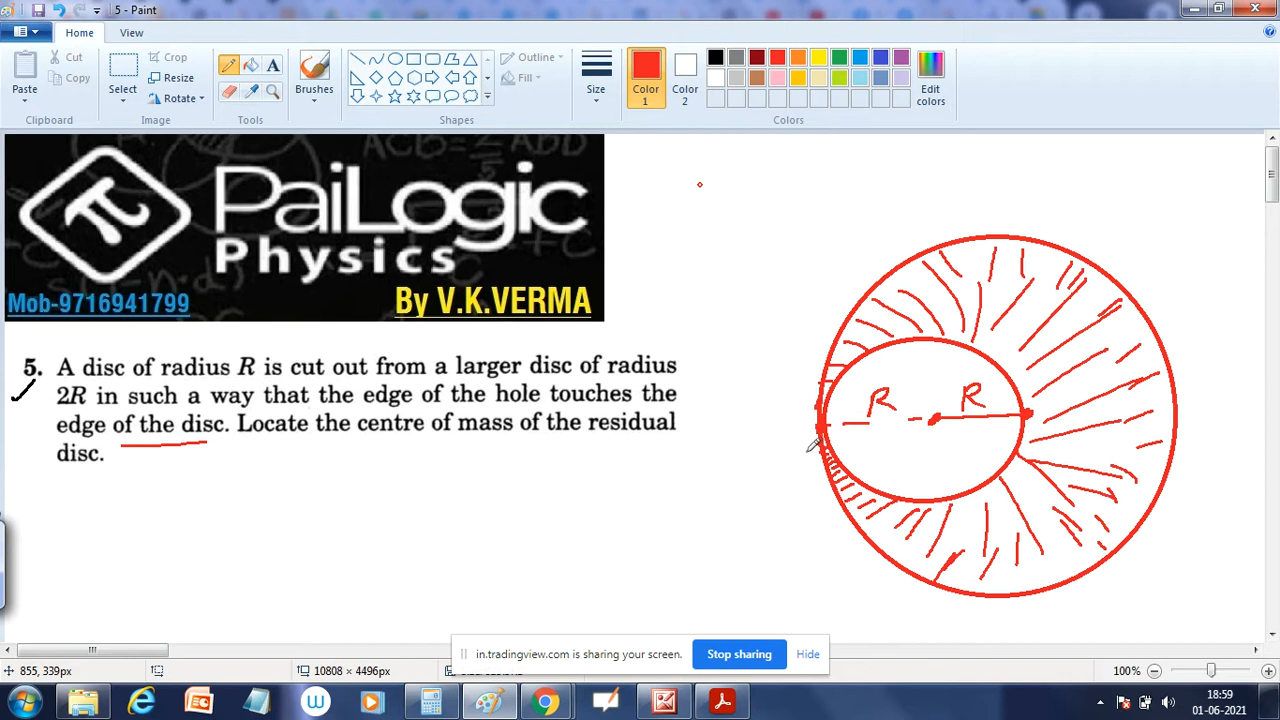 5 - Paint
Home
View
Paste
Cut
Copy
Clipboard
Select
Crop
Resize
Rotate
Image
A
Tools
Brushes
Outline
Fill
Shapes
Size
Color
1
Color
2
Edit
colors
Colors
π
PaiLogic
Physics
Mob-9716941799
By V.K.VERMA
5. A disc of radius R is cut out from a larger disc of radius
2R in such a way that the edge of the hole touches the
edge of the disc. Locate the centre of mass of the residual
disc.
R
R
in.tradingview.com is sharing your screen.
Stop sharing
Hide
855, 339px
10808 × 4496px
100%
18:59
01-06-2021